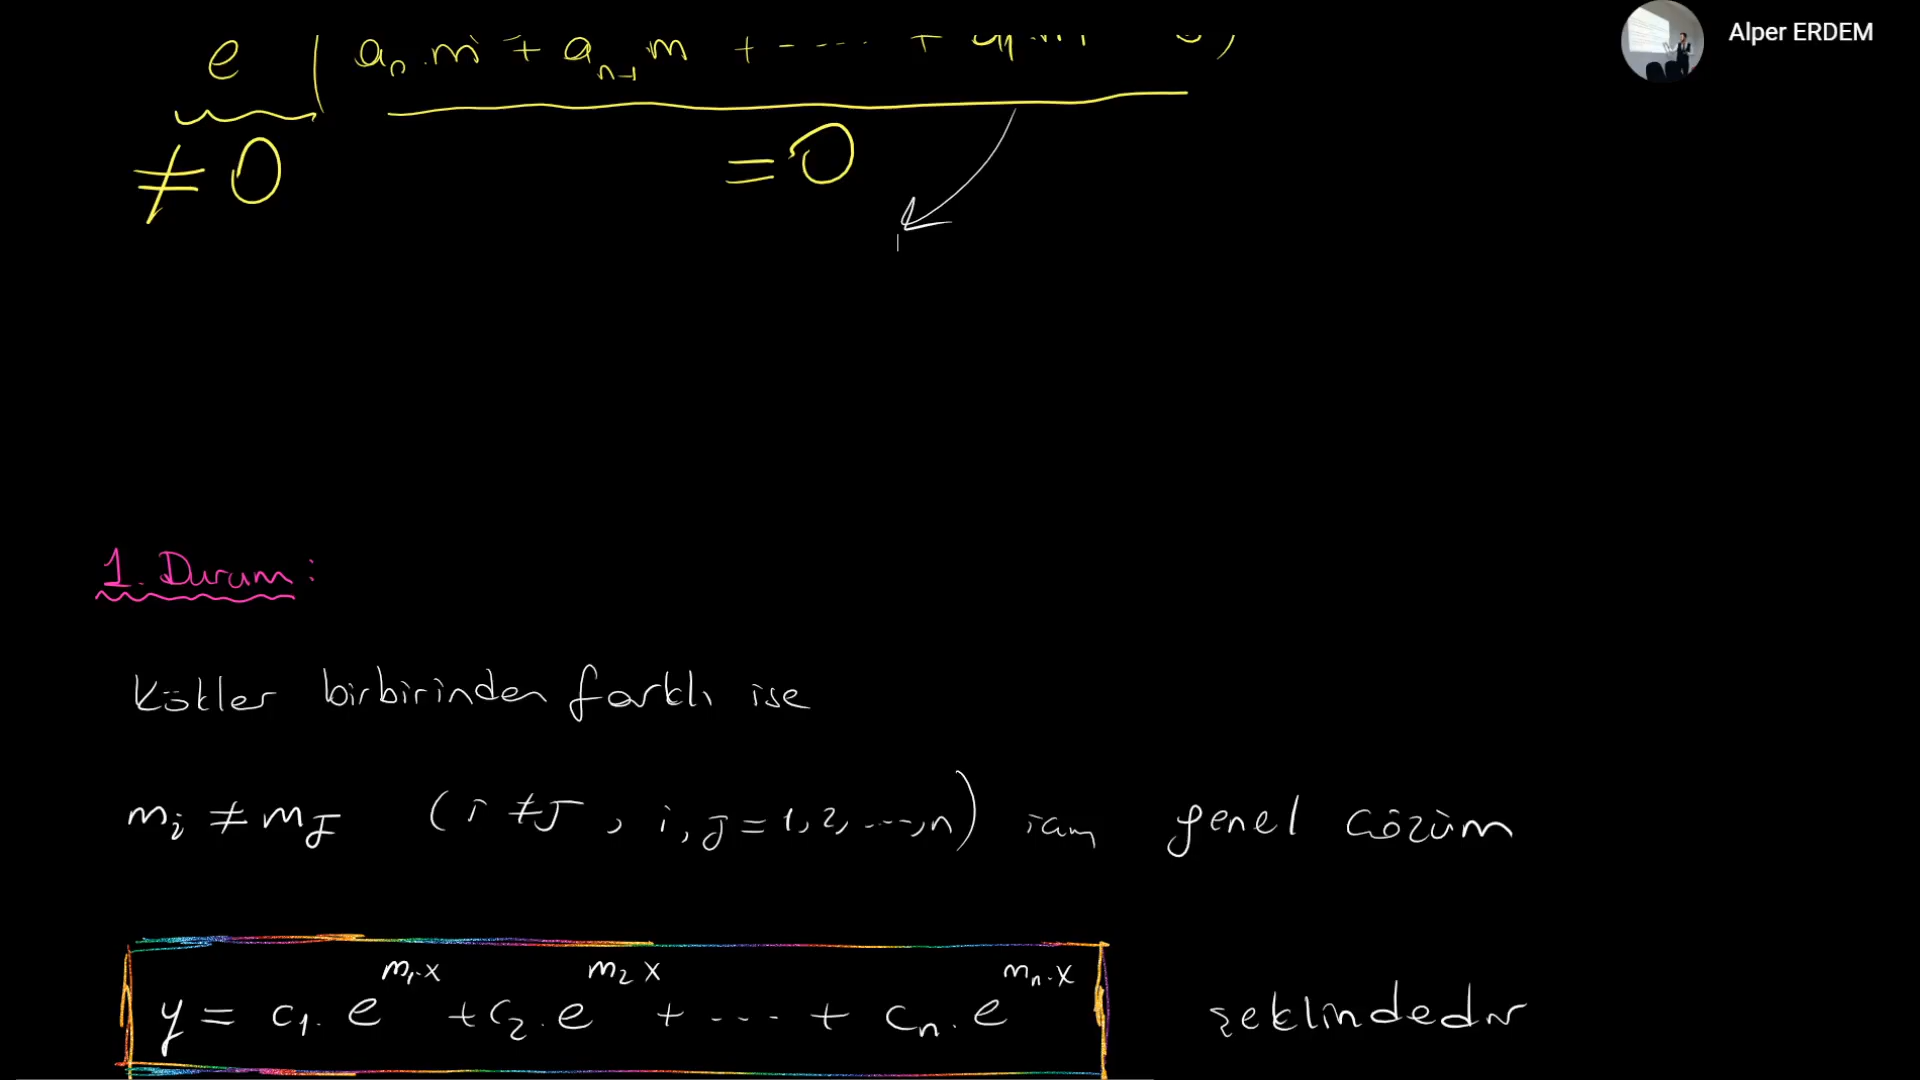 Alper ERDEM
e ( aₙ.m + aₙ₋₁ m + ---- +
≠ 0 = 0
1. Durum:
Kökler birbirinden farklı ise
mᵢ ≠ mⱼ (i ≠ J, i, j = 1, 2, ..., n) için genel çözüm
y = c₁. e^(m₁.x) + c₂. e^(m₂ x) + ... + cₙ. e^(mₙ.x) şeklindedir